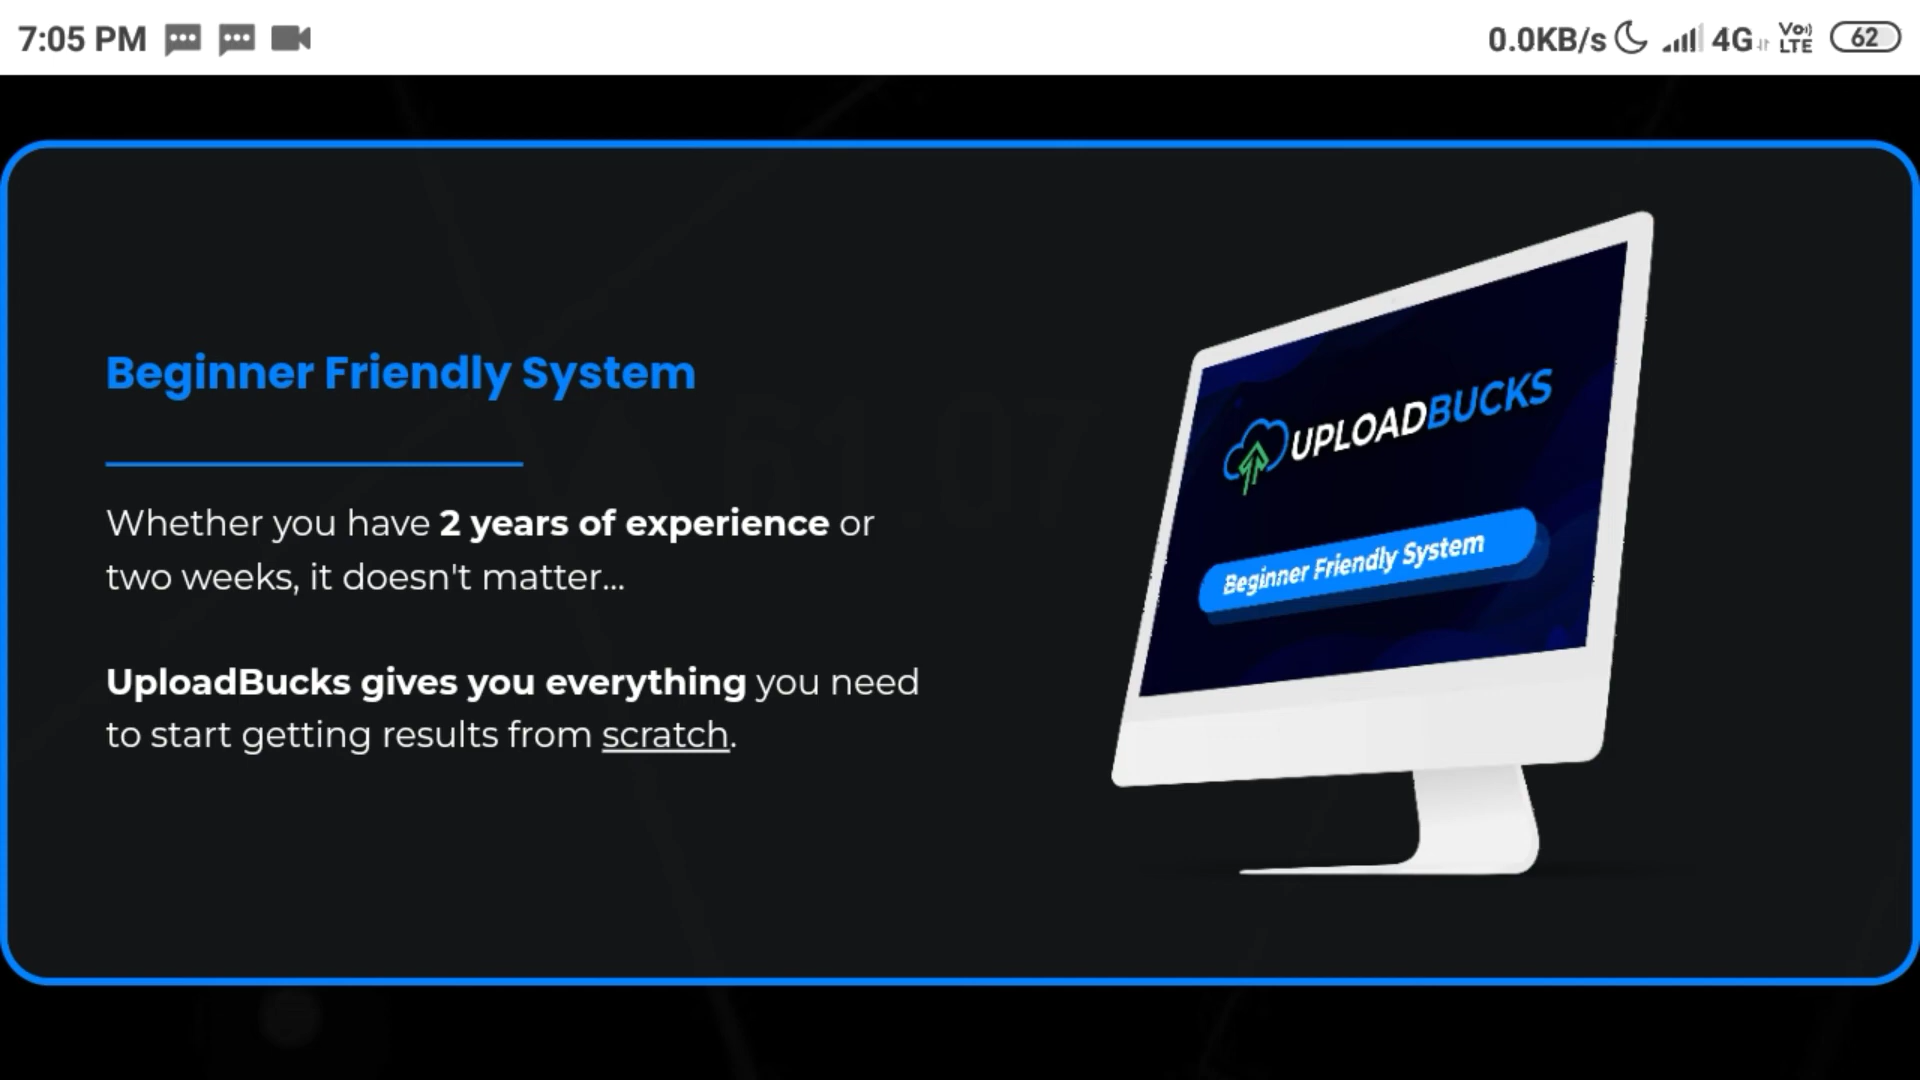 7:05 PM
0.0KB/s 4G Vo) LTE 62
Beginner Friendly System
Whether you have 2 years of experience or
two weeks, it doesn't matter...
UploadBucks gives you everything you need
to start getting results from scratch.
UPLOADBUCKS
Beginner Friendly System